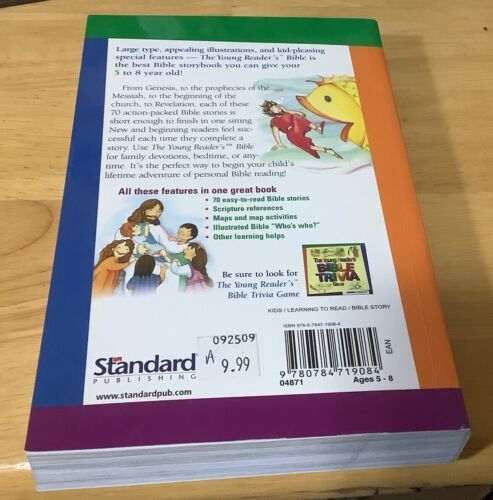 Large type, appealing illustrations, and kid-pleasing
special features — The Young Reader's™ Bible is
the best Bible storybook you can give your
5 to 8 year old!
From Genesis, to the prophecies of the
Messiah, to the beginning of the
church, to Revelation, each of these
70 action-packed Bible stories is
short enough to finish in one sitting.
New and beginning readers feel suc-
cessful each time they complete a
story. Use The Young Reader's™ Bible
for family devotions, bedtime, or any-
time. It's the perfect way to begin your child's
lifetime adventure of personal Bible reading!
All these features in one great book
• 70 easy-to-read Bible stories
• Scripture references
• Maps and map activities
• Illustrated Bible "Who's who?"
• Other learning helps
Be sure to look for
The Young Reader's™
Bible Trivia Game
The Young Reader's
BIBLE
TRIVIA
Game
KIDS / LEARNING TO READ / BIBLE STORY
ISBN 978-0-7847-1908-4
EAN
9 780784 719084
04871
Ages 5 - 8
092509
A
9.99
Standard
PUBLISHING
www.standardpub.com